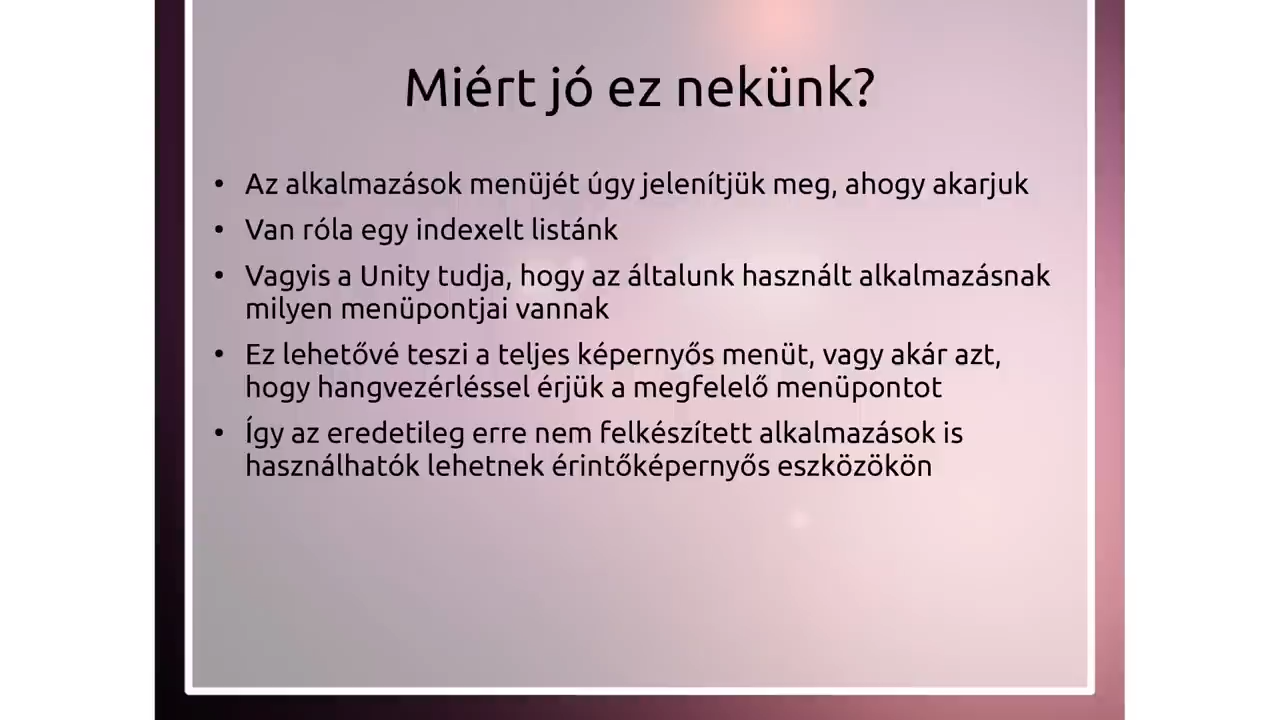 Miért jó ez nekünk?
• Az alkalmazások menüjét úgy jelenítjük meg, ahogy akarjuk
• Van róla egy indexelt listánk
• Vagyis a Unity tudja, hogy az általunk használt alkalmazásnak
milyen menüpontjai vannak
• Ez lehetővé teszi a teljes képernyős menüt, vagy akár azt,
hogy hangvezérléssel érjük a megfelelő menüpontot
• Így az eredetileg erre nem felkészített alkalmazások is
használhatók lehetnek érintőképernyős eszközökön